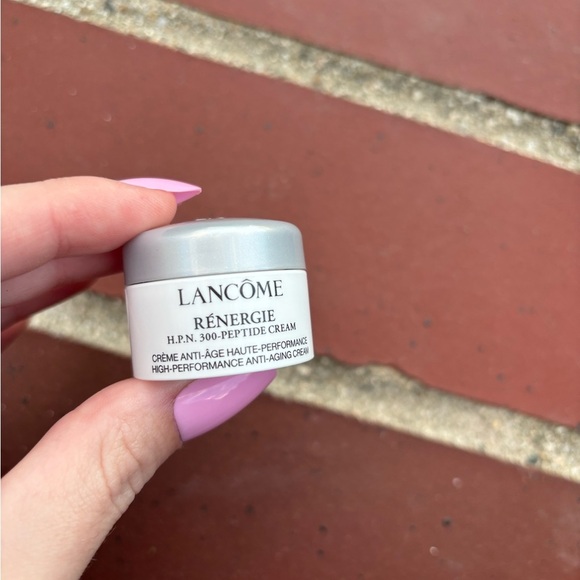 LANCÔME
RÉNERGIE
H.P.N. 300-PEPTIDE CREAM
CRÈME ANTI-ÂGE HAUTE-PERFORMANCE
HIGH-PERFORMANCE ANTI-AGING CREAM